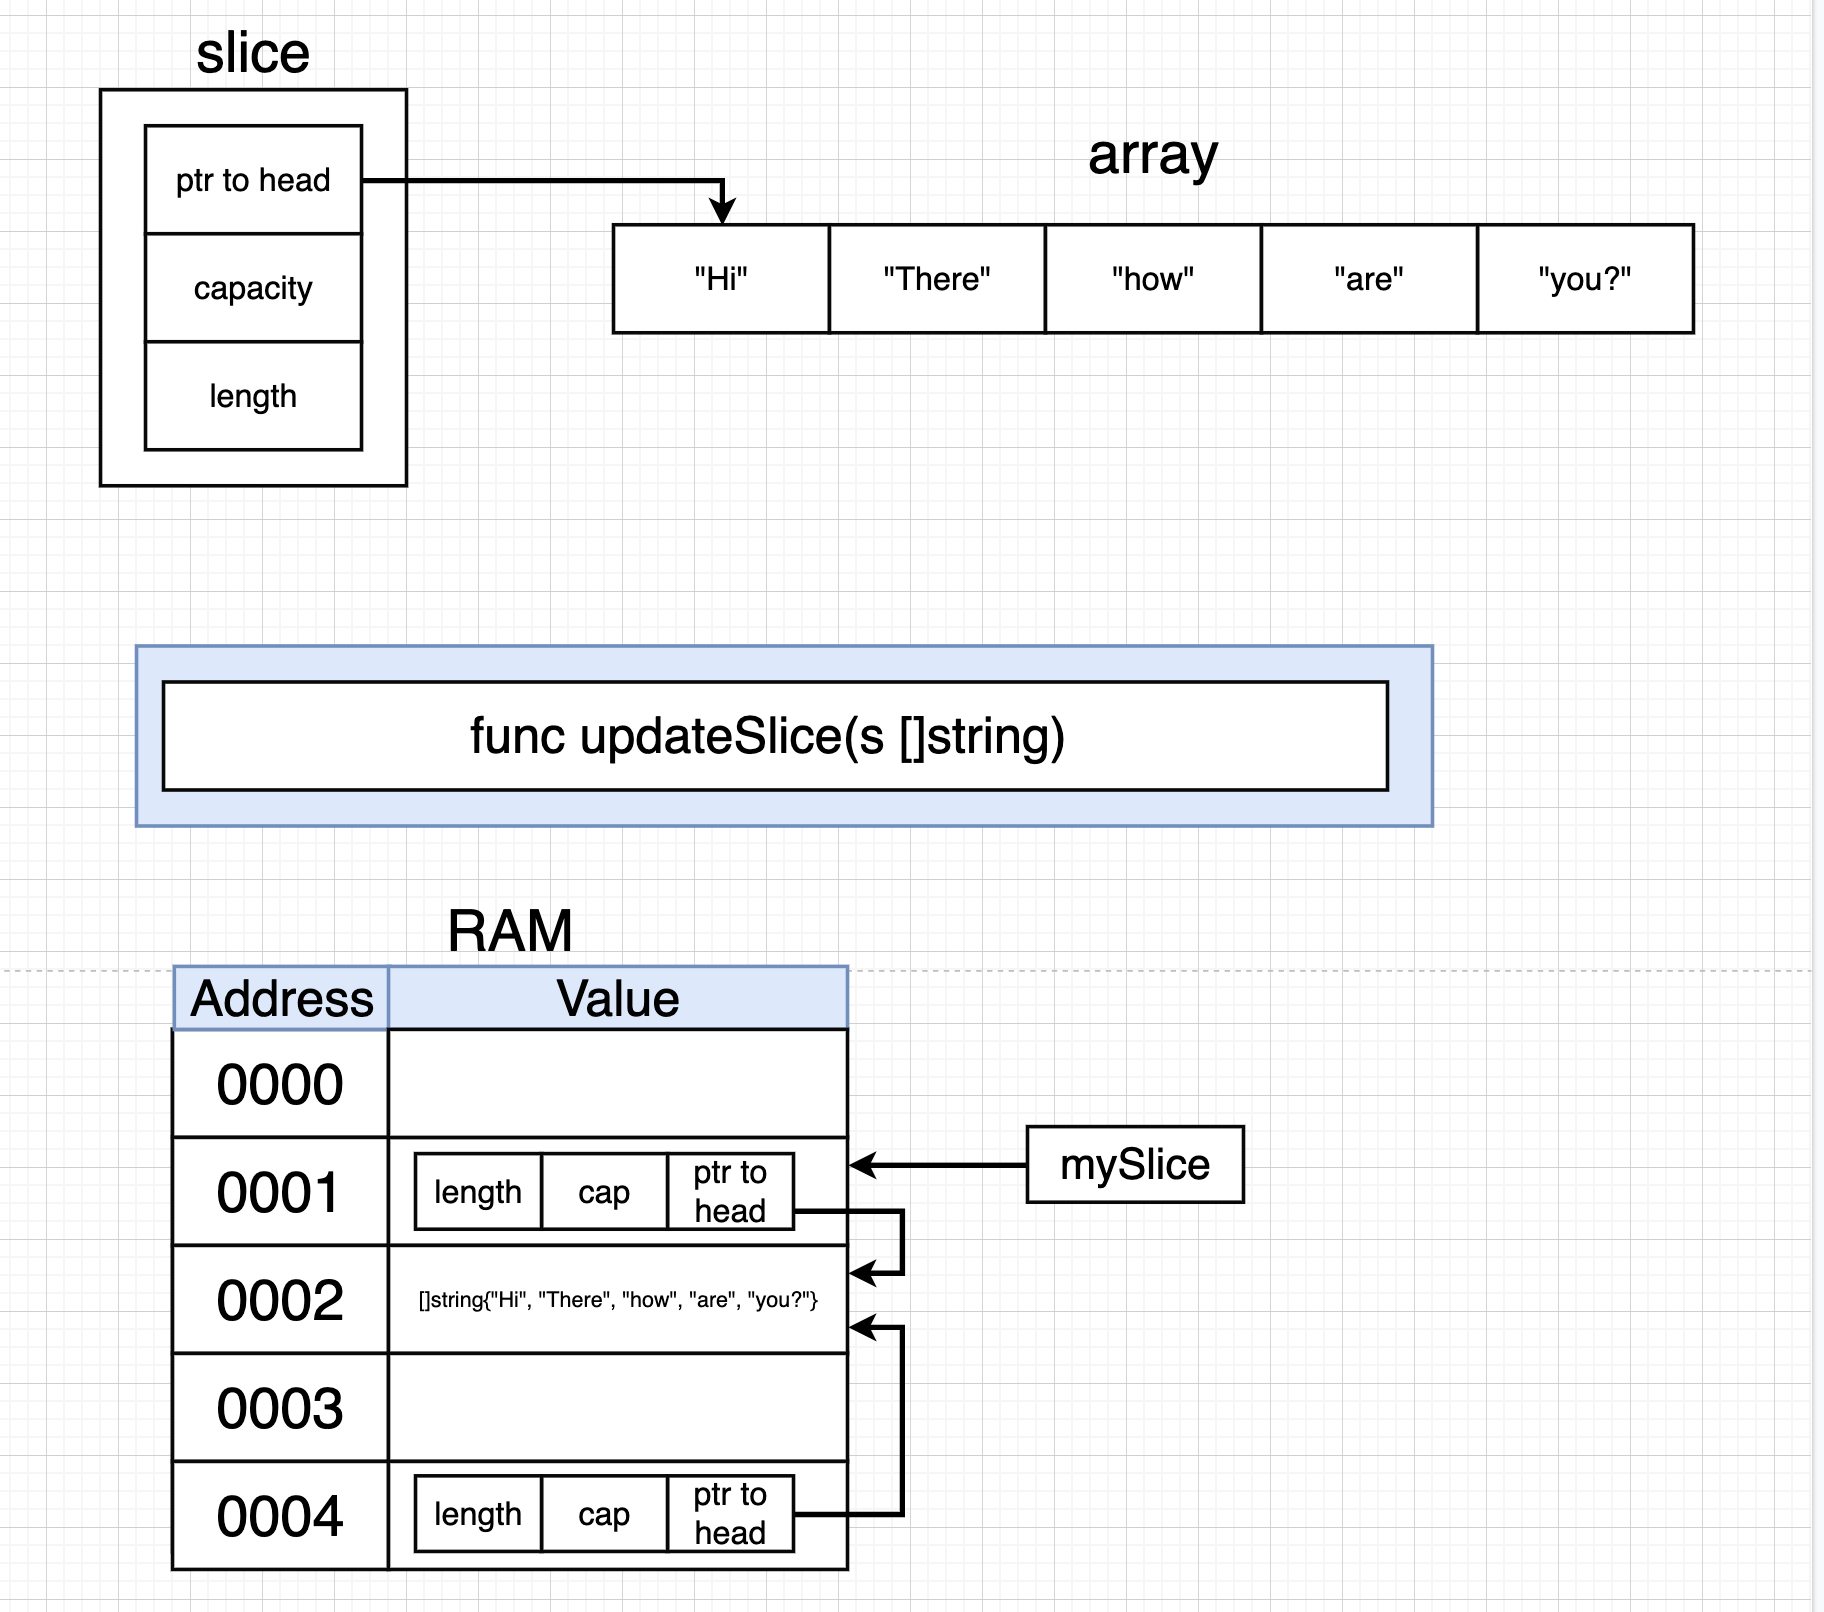 slice
ptr to head
capacity
length
array
"Hi" "There" "how" "are" "you?"
func updateSlice(s []string)
RAM
Address Value
0000
0001
length cap ptr to
head
mySlice
0002
[]string{"Hi", "There", "how", "are", "you?"}
0003
0004
length cap ptr to
head